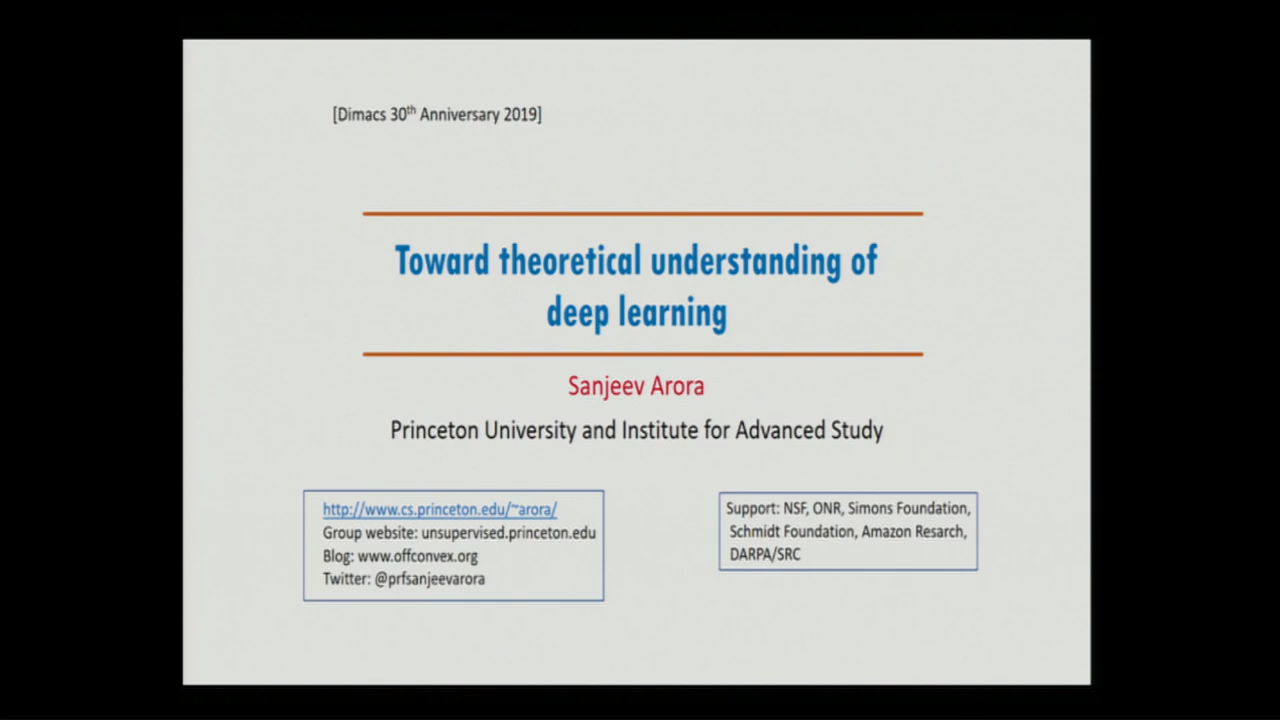 [Dimacs 30th Anniversary 2019]
Toward theoretical understanding of
deep learning
Sanjeev Arora
Princeton University and Institute for Advanced Study
http://www.cs.princeton.edu/~arora/
Group website: unsupervised.princeton.edu
Blog: www.offconvex.org
Twitter: @prfsanjeevarora
Support: NSF, ONR, Simons Foundation,
Schmidt Foundation, Amazon Resarch,
DARPA/SRC